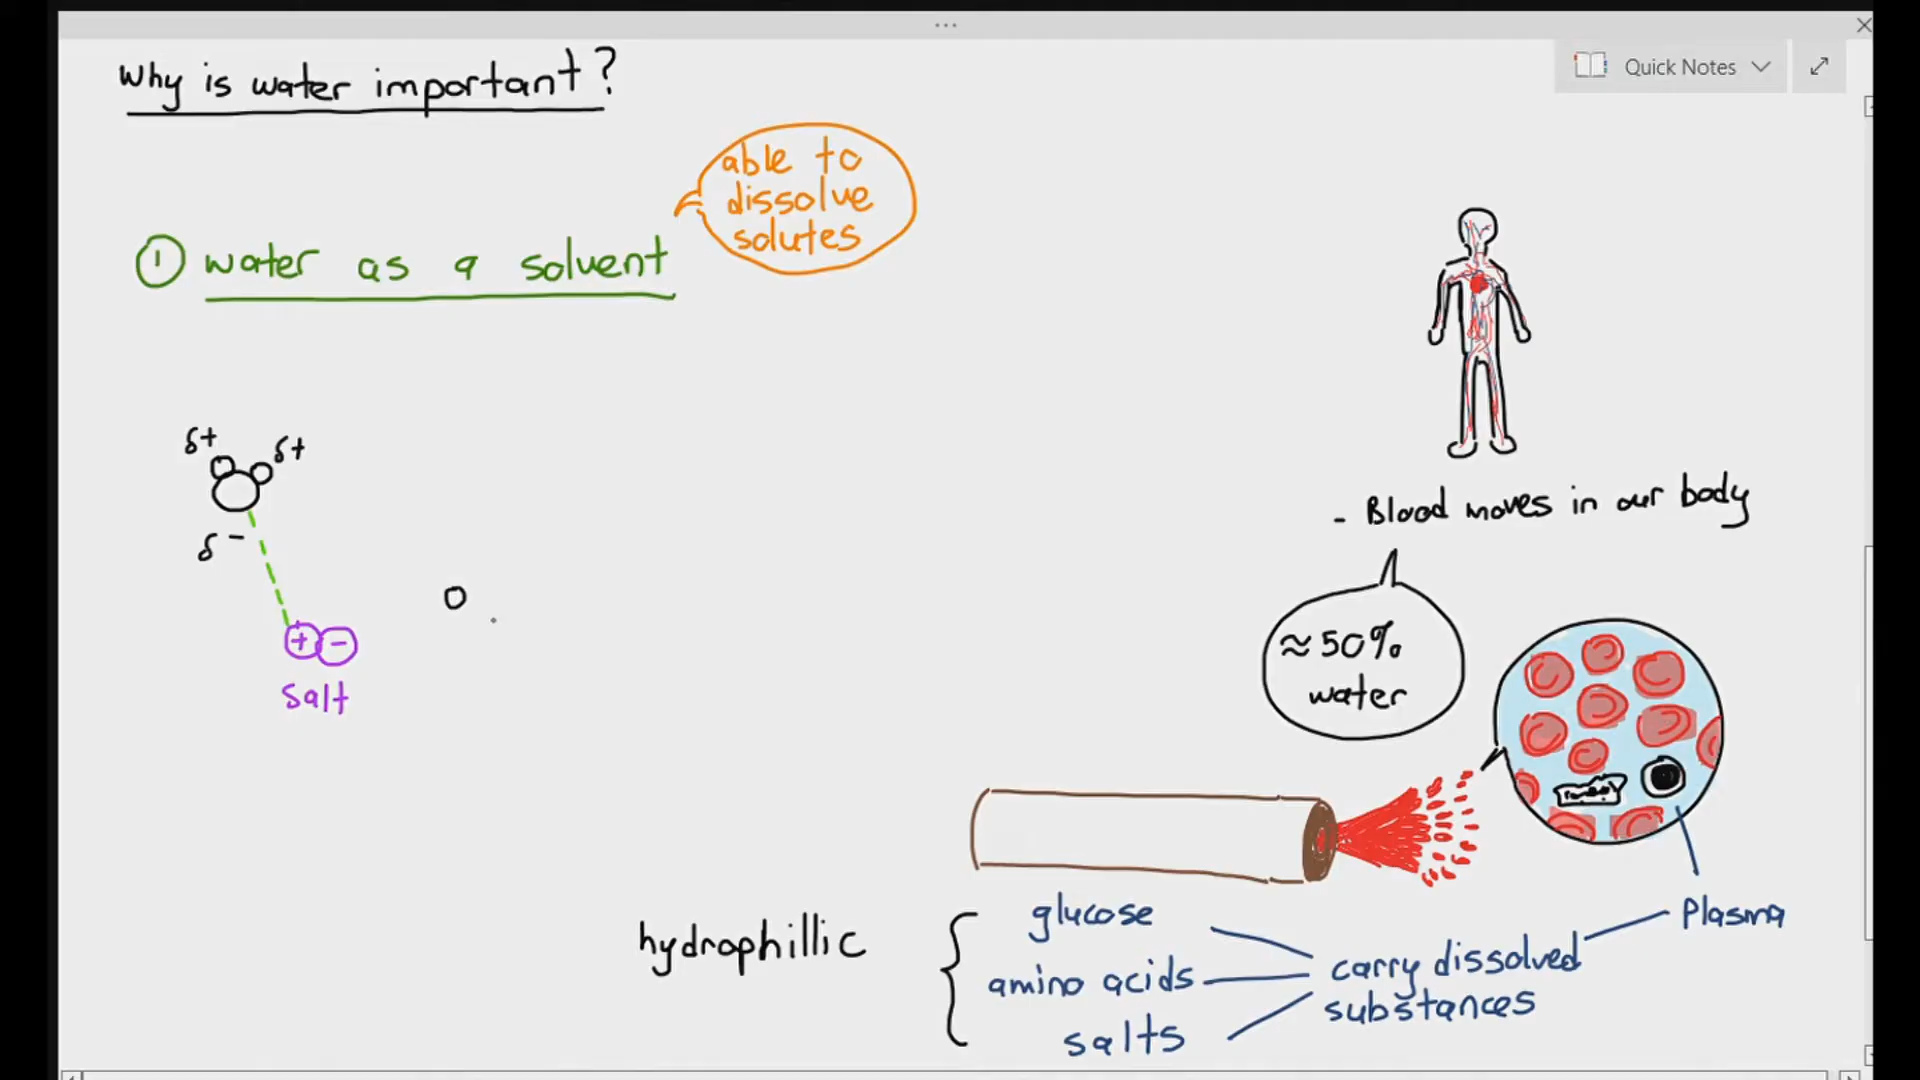 Why is water important?
Quick Notes
able to
dissolve
solutes
① water as a solvent
δ+ δ+
δ-
+ -
salt
- Blood moves in our body
≈50%
water
Plasma
hydrophillic
glucose
amino acids
salts
carry dissolved
substances